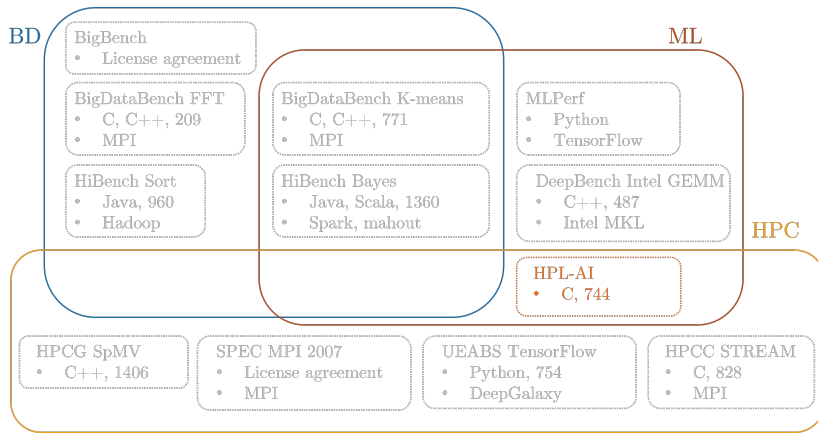 BD
ML
BigBench
• License agreement
BigDataBench FFT
• C, C++, 209
• MPI
BigDataBench K-means
• C, C++, 771
• MPI
MLPerf
• Python
• TensorFlow
HiBench Sort
• Java, 960
• Hadoop
HiBench Bayes
• Java, Scala, 1360
• Spark, mahout
DeepBench Intel GEMM
• C++, 487
• Intel MKL
HPC
HPL-AI
• C, 744
HPCG SpMV
• C++, 1406
SPEC MPI 2007
• License agreement
• MPI
UEABS TensorFlow
• Python, 754
• DeepGalaxy
HPCC STREAM
• C, 828
• MPI